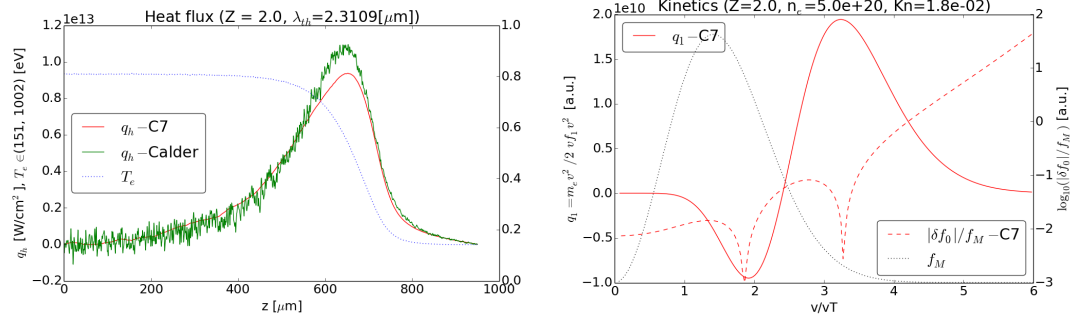 Heat flux (Z = 2.0, λ_th=2.3109[μm])
1e13
1.2
1.0
0.8
0.6
0.4
0.2
0.0
−0.2
q_h [W/cm² ], T_e ∈(151, 1002) [eV]
q_h−C7
q_h−Calder
T_e
1.0
0.8
0.6
0.4
0.2
0.0
0
200
400
600
800
1000
z [μm]
Kinetics (Z=2.0, n_e=5.0e+20, Kn=1.8e-02)
1e10
2.0
1.5
1.0
0.5
0.0
−0.5
−1.0
q_1 =m_e v² /2 vf_1 v² [a.u.]
q_1−C7
2
1
0
−1
−2
−3
log_10(|δf_0|/f_M) [a.u.]
|δf_0|/f_M−C7
f_M
0
1
2
3
4
5
6
v/vT